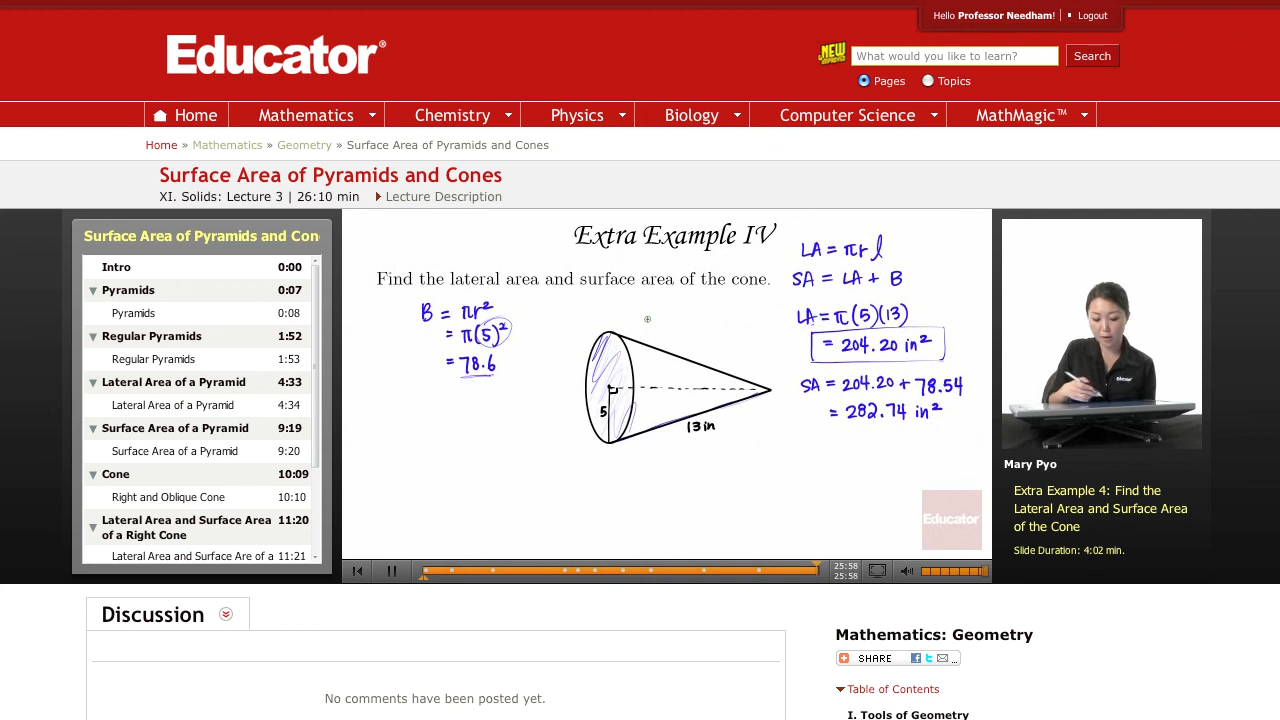 Hello Professor Needham! Logout
Educator®
NEW
What would you like to learn? Search
Pages Topics
Home Mathematics Chemistry Physics Biology Computer Science MathMagic™
Home » Mathematics » Geometry » Surface Area of Pyramids and Cones
Surface Area of Pyramids and Cones
XI. Solids: Lecture 3 | 26:10 min Lecture Description
Surface Area of Pyramids and Con
Intro 0:00
Pyramids 0:07
Pyramids 0:08
Regular Pyramids 1:52
Regular Pyramids 1:53
Lateral Area of a Pyramid 4:33
Lateral Area of a Pyramid 4:34
Surface Area of a Pyramid 9:19
Surface Area of a Pyramid 9:20
Cone 10:09
Right and Oblique Cone 10:10
Lateral Area and Surface Area 11:20
of a Right Cone
Lateral Area and Surface Are of a 11:21
Extra Example IV
Find the lateral area and surface area of the cone.
B = πr²
= π(5)²
= 78.6
5
13 in
LA = πrl
SA = LA + B
LA = π(5)(13)
= 204.20 in²
SA = 204.20 + 78.54
= 282.74 in²
Educator
25:58
25:58
Educator
Mary Pyo
Extra Example 4: Find the
Lateral Area and Surface Area
of the Cone
Slide Duration: 4:02 min.
Discussion
No comments have been posted yet.
Mathematics: Geometry
SHARE ...
Table of Contents
I. Tools of Geometry